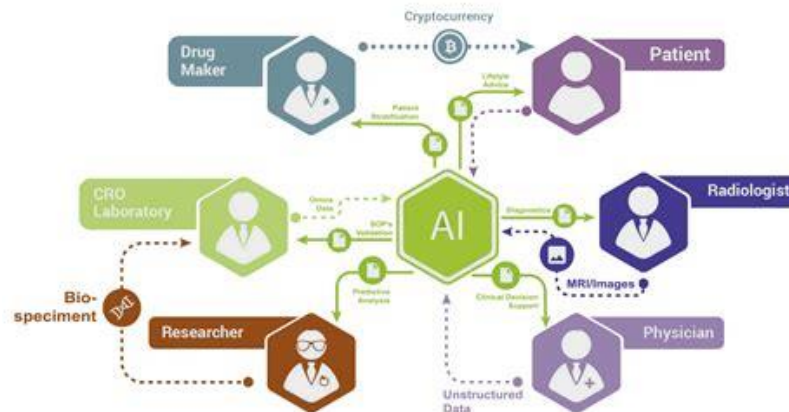 Cryptocurrency
Drug
Maker
Patient
Lifestyle
Advice
Patient
Stratification
CRO
Laboratory
Omics
Data
SOP's
Validation
AI
Diagnostics
Radiologist
MRI/Images
Predictive
Analysis
Clinical Decision
Support
Bio-
speciment
Researcher
Physician
Unstructured
Data